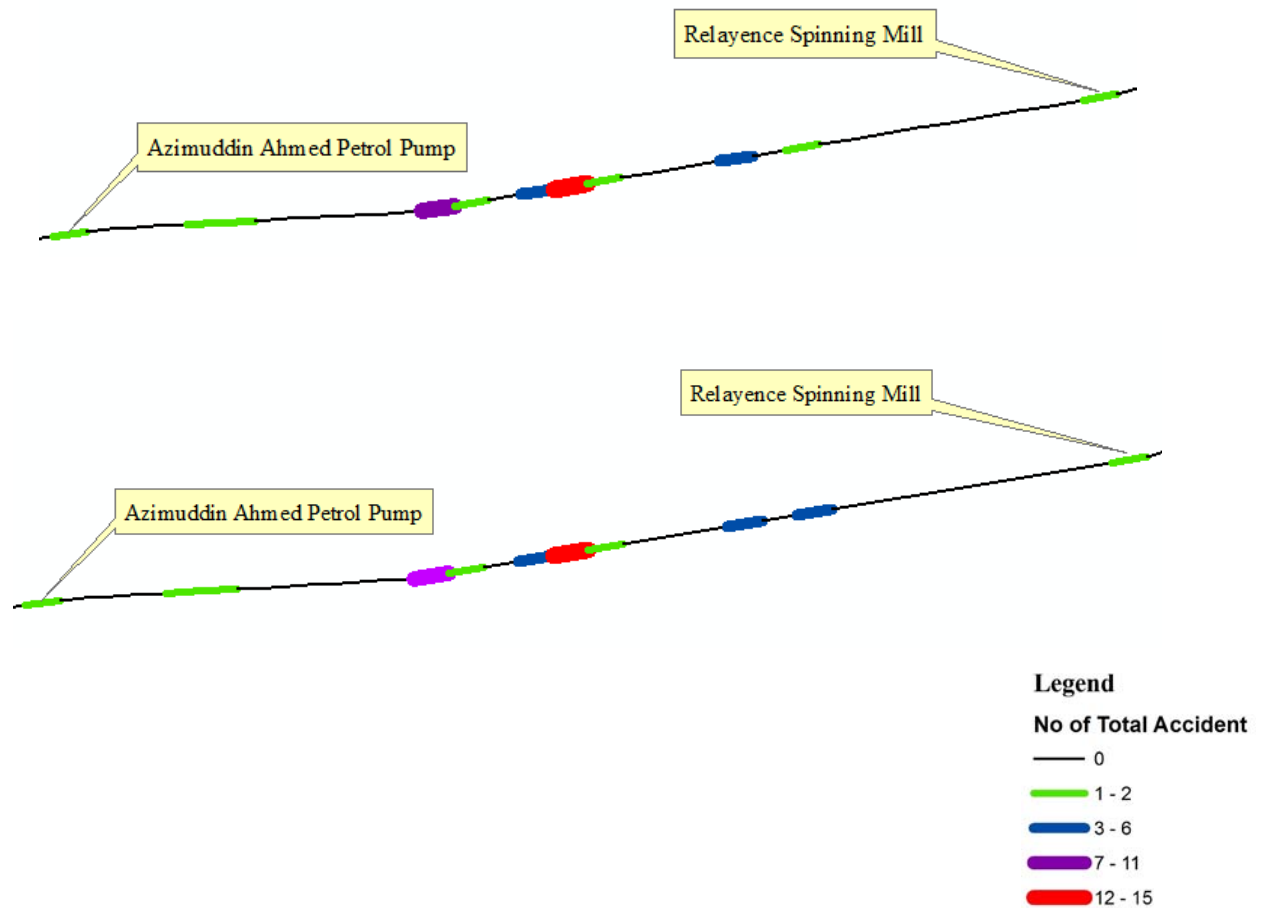 Relayence Spinning Mill
Azimuddin Ahmed Petrol Pump
Relayence Spinning Mill
Azimuddin Ahmed Petrol Pump
Legend
No of Total Accident
0
1 - 2
3 - 6
7 - 11
12 - 15